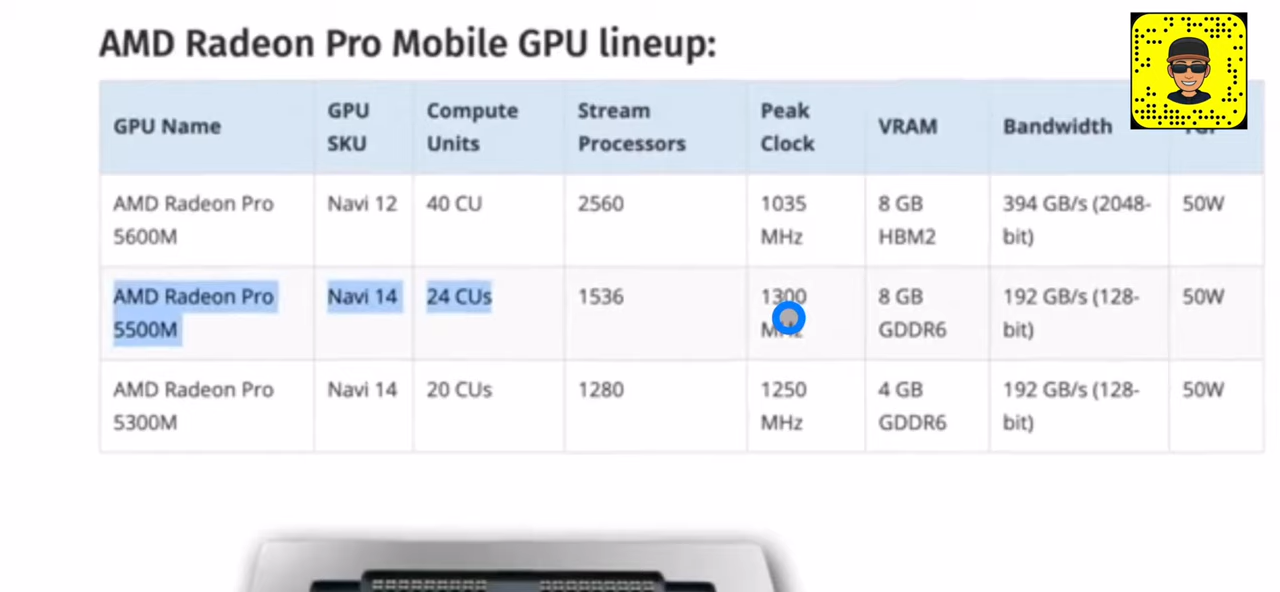 AMD Radeon Pro Mobile GPU lineup:
GPU Name
GPU
SKU
Compute
Units
Stream
Processors
Peak
Clock
VRAM
Bandwidth
AMD Radeon Pro
5600M
Navi 12
40 CU
2560
1035
MHz
8 GB
HBM2
394 GB/s (2048-
bit)
50W
AMD Radeon Pro
5500M
Navi 14
24 CUs
1536
1300
MHz
8 GB
GDDR6
192 GB/s (128-
bit)
50W
AMD Radeon Pro
5300M
Navi 14
20 CUs
1280
1250
MHz
4 GB
GDDR6
192 GB/s (128-
bit)
50W